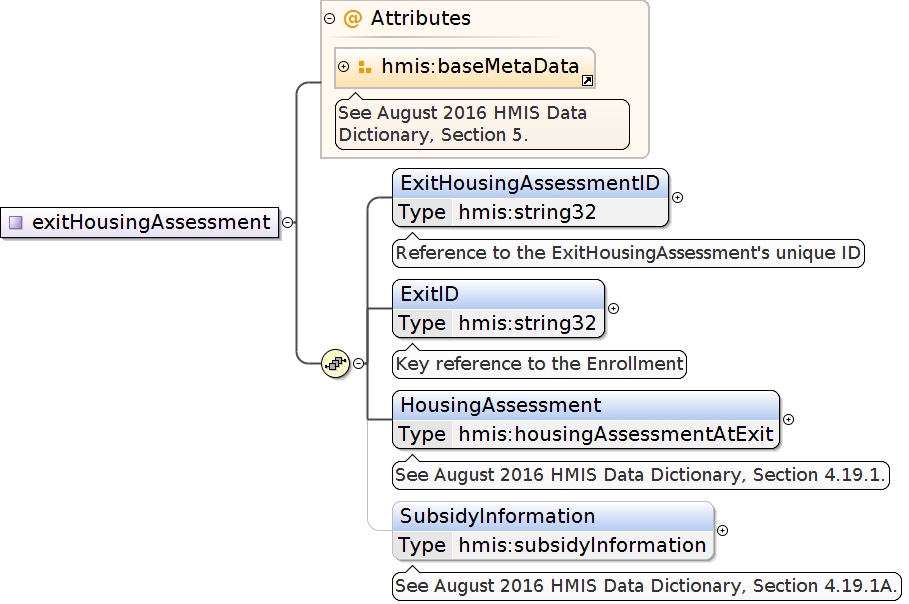 Attributes
hmis:baseMetaData
See August 2016 HMIS Data
Dictionary, Section 5.
exitHousingAssessment
ExitHousingAssessmentID
Type hmis:string32
Reference to the ExitHousingAssessment's unique ID
ExitID
Type hmis:string32
Key reference to the Enrollment
HousingAssessment
Type hmis:housingAssessmentAtExit
See August 2016 HMIS Data Dictionary, Section 4.19.1.
SubsidyInformation
Type hmis:subsidyInformation
See August 2016 HMIS Data Dictionary, Section 4.19.1A.